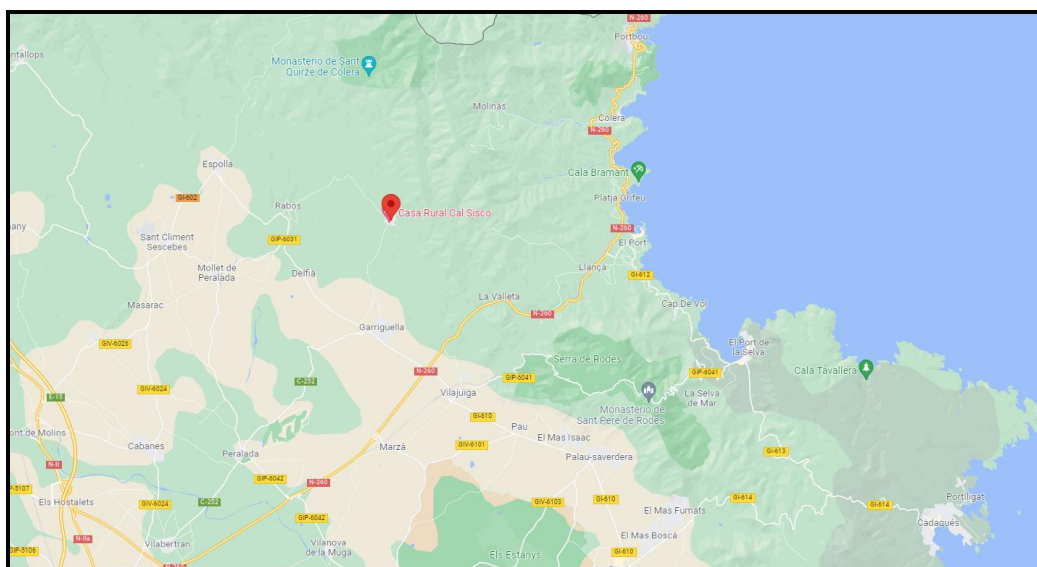 N-260
Portbou
ntallops
Monasterio de Sant
Quirze de Colera
Molinas
Colera
N-260
Espolla
Cala Bramant
GI-602
Platja Grifeu
Rabos
Casa Rural Cal Sisco
any
Sant Climent
Sescebes
GIP-6031
N-260
El Port
Mollet de
Peralada
Delfiá
Llançà
GI-612
Masarac
La Valleta
Cap De Vol
N-260
Garriguella
GIV-6026
El Port de
la Selva
Serra de Rodes
N-260
GIP-6041
GIP-6041
Cala Tavallera
GIV-6024
C-252
Vilajuïga
La Selva
de Mar
E-15
Monasterio de
Sant Pere de Rodes
GI-610
Pau
ont de Molins
El Mas Isaac
Cabanes
Marzà
GIV-6101
Peralada
Palau-saverdera
GI-613
N-II
GIP-6042
N-260
P-5107
Portlligat
Els Hostalets
GIV-6024
C-252
GIV-6103
GI-610
GI-614
GI-614
El Mas Fumats
GIP-6042
Cadaqués
N-IIa
El Mas Boscá
Vilabertran
Vilanova
de la Muga
GIP-5106
Els Estanys
GI-610
N-260